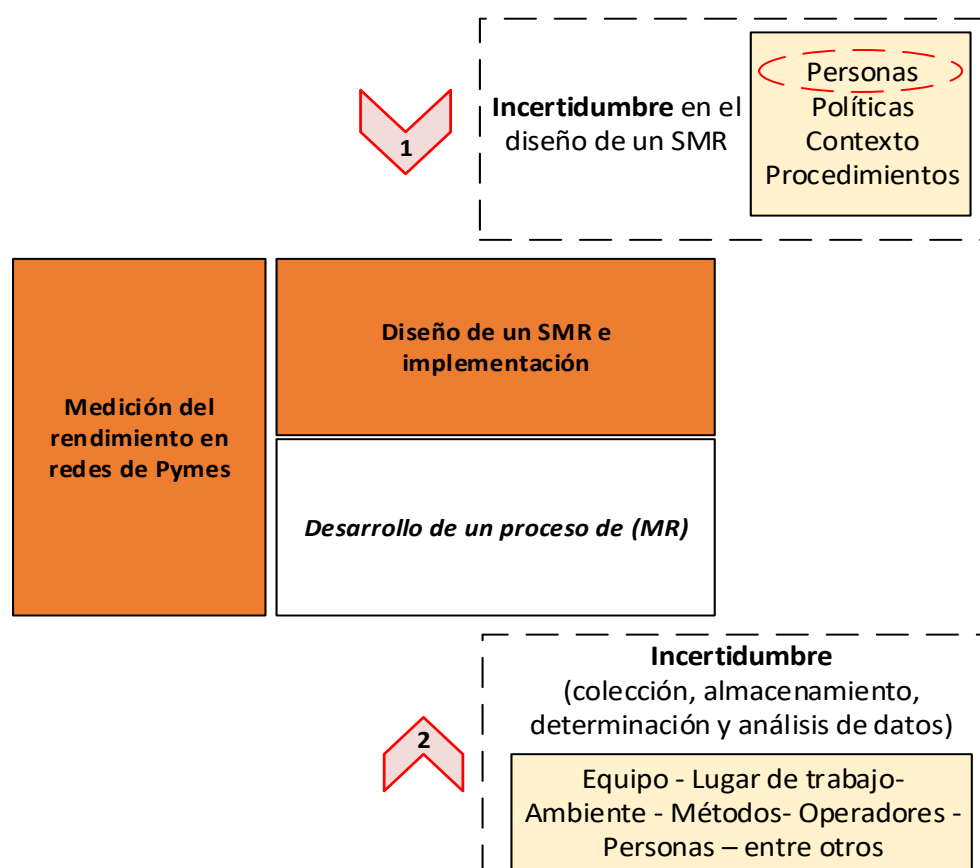 Personas
Políticas
Contexto
Procedimientos
Incertidumbre en el
diseño de un SMR
1
Medición del
rendimiento en
redes de Pymes
Diseño de un SMR e
implementación
Desarrollo de un proceso de (MR)
2
Incertidumbre
(colección, almacenamiento,
determinación y análisis de datos)
Equipo - Lugar de trabajo-
Ambiente - Métodos- Operadores -
Personas – entre otros